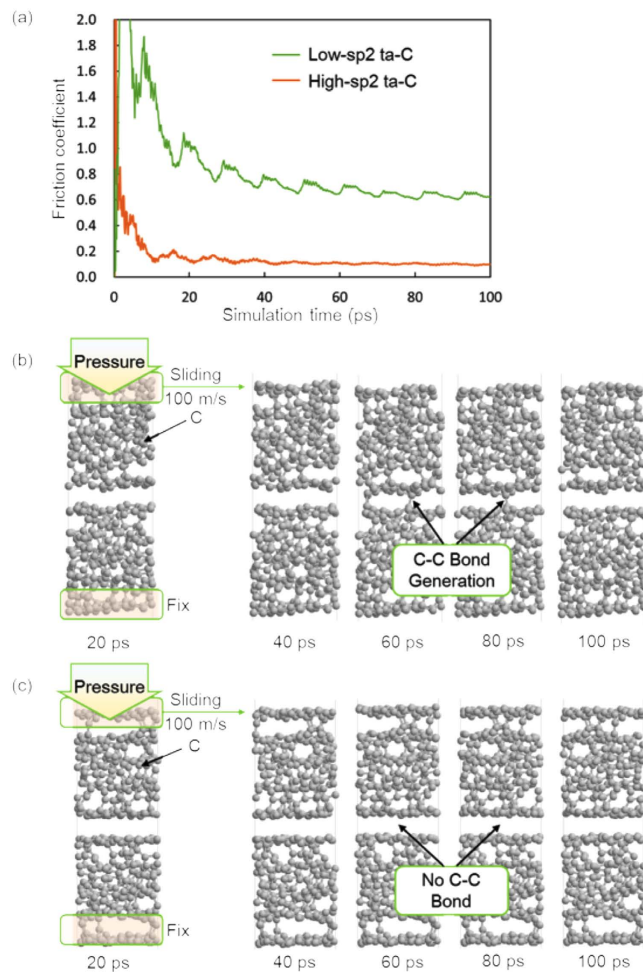 (a)
2.0
1.8
1.6
1.4
1.2
1.0
0.8
0.6
0.4
0.2
0.0
Friction coefficient
Low-sp2 ta-C
High-sp2 ta-C
0 20 40 60 80 100
Simulation time (ps)
(b)
Pressure
Sliding
100 m/s
C
C-C Bond
Generation
Fix
20 ps 40 ps 60 ps 80 ps 100 ps
(c)
Pressure
Sliding
100 m/s
C
No C-C
Bond
Fix
20 ps 40 ps 60 ps 80 ps 100 ps